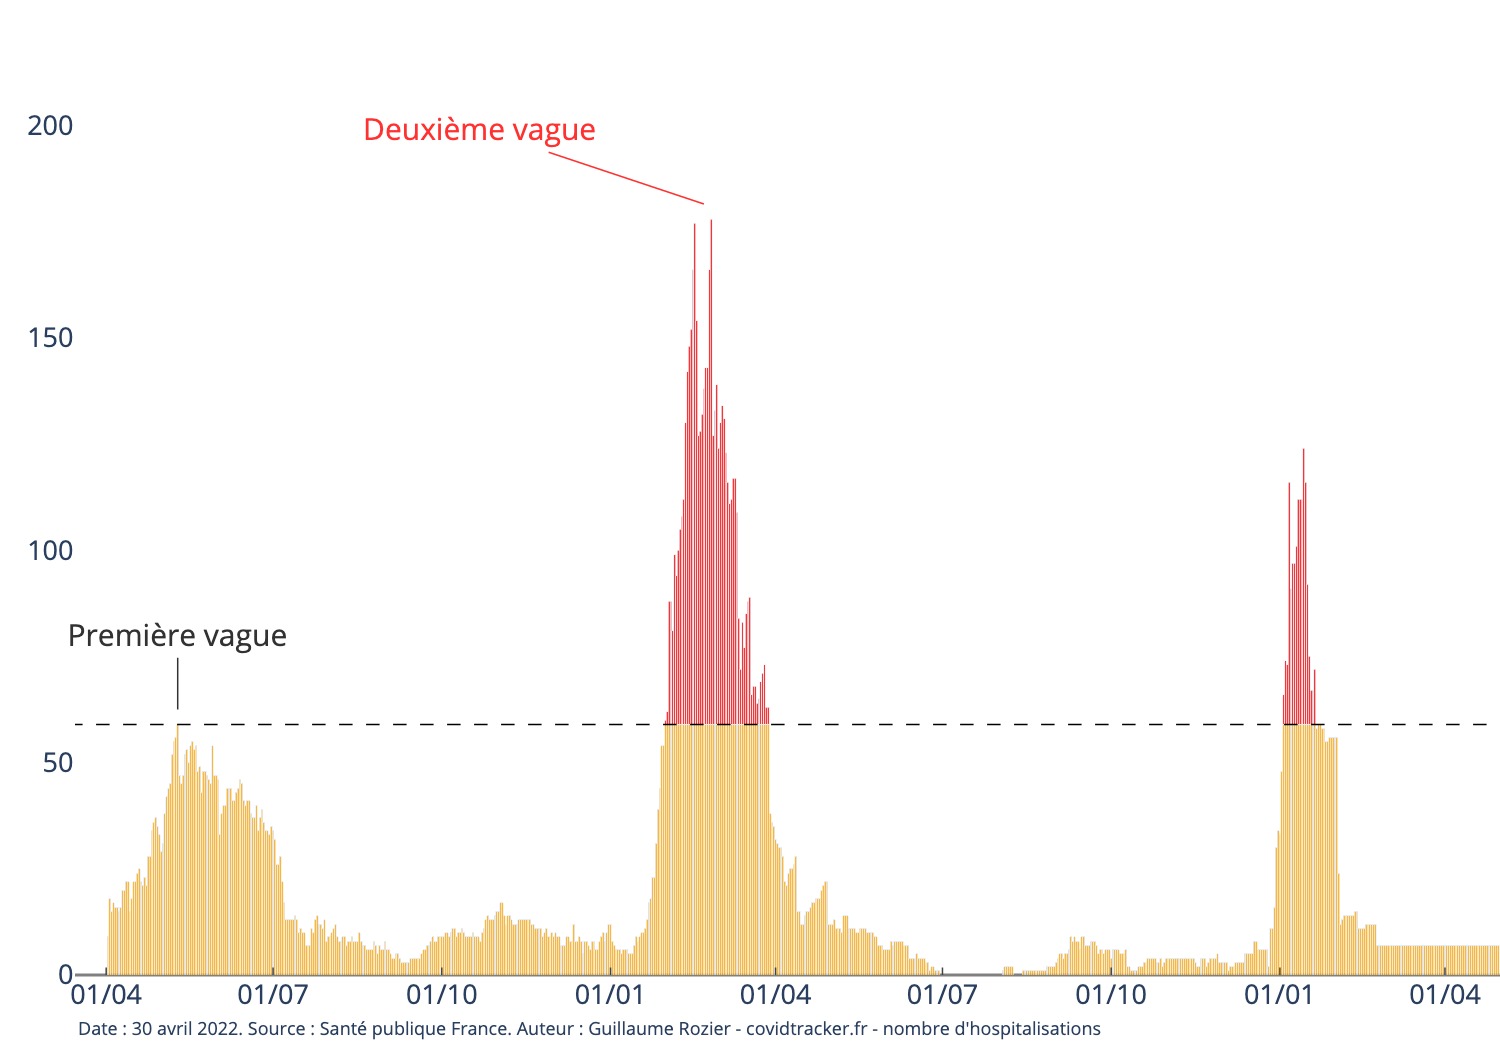 200
Deuxième vague
150
100
Première vague
50
0
01/04 01/07 01/10 01/01 01/04 01/07 01/10 01/01 01/04
Date : 30 avril 2022. Source : Santé publique France. Auteur : Guillaume Rozier - covidtracker.fr - nombre d'hospitalisations